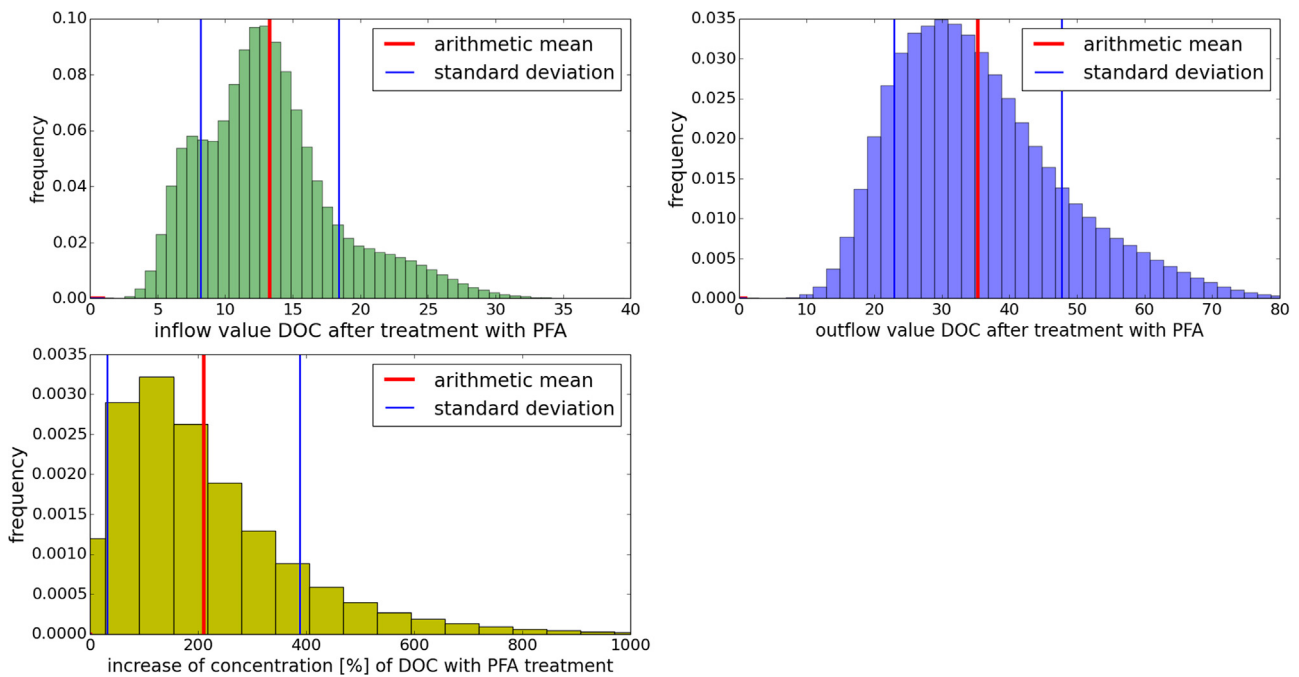 0.10
0.08
0.06
0.04
0.02
0.00
frequency
arithmetic mean
standard deviation
5 10 15 20 25 30 35 40
inflow value DOC after treatment with PFA
0.035
0.030
0.025
0.020
0.015
0.010
0.005
0.000
frequency
arithmetic mean
standard deviation
0 10 20 30 40 50 60 70 80
outflow value DOC after treatment with PFA
0.0035
0.0030
0.0025
0.0020
0.0015
0.0010
0.0005
0.0000
frequency
arithmetic mean
standard deviation
0 200 400 600 800 1000
increase of concentration [%] of DOC with PFA treatment